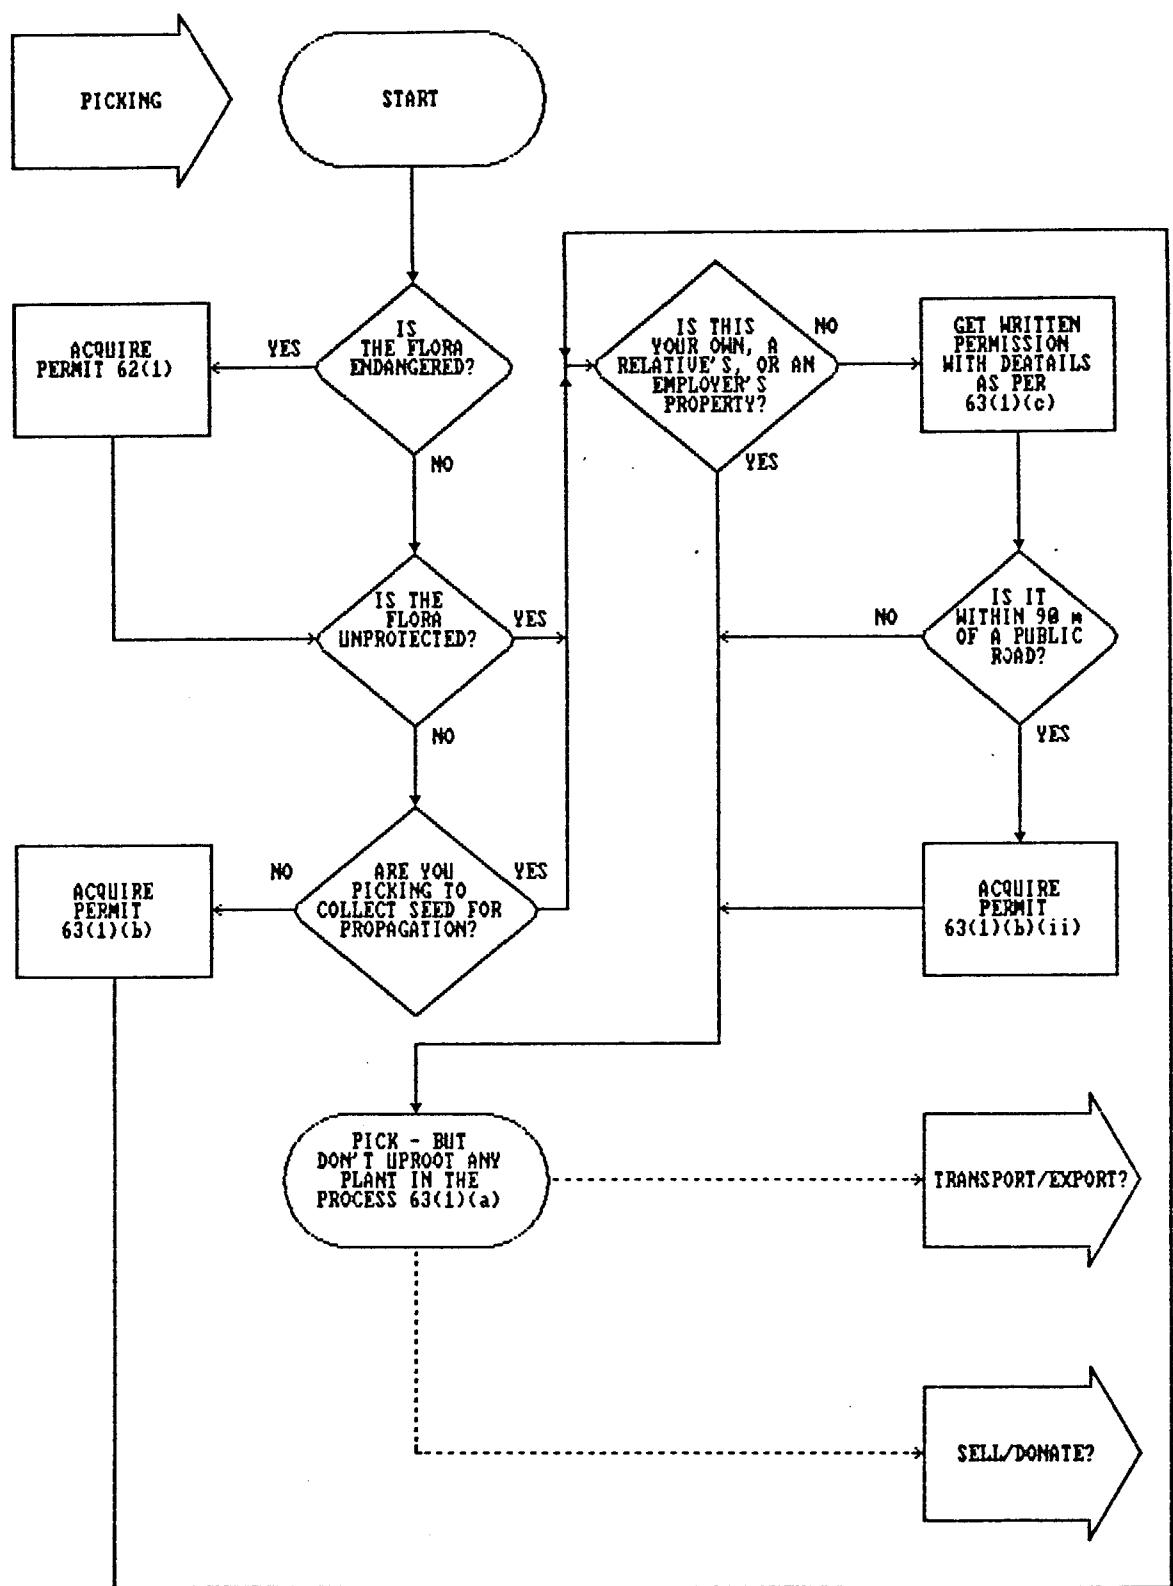 PICKING
START
IS
THE FLORA
ENDANGERED?
YES
ACQUIRE
PERMIT 62(1)
NO
IS THE
FLORA
UNPROTECTED?
YES
NO
ARE YOU
PICKING TO
COLLECT SEED FOR
PROPAGATION?
YES
NO
ACQUIRE
PERMIT
63(1)(b)
IS THIS
YOUR OWN, A
RELATIVE'S, OR AN
EMPLOYER'S
PROPERTY?
NO
YES
GET WRITTEN
PERMISSION
WITH DEATAILS
AS PER
63(1)(c)
IS IT
WITHIN 90 m
OF A PUBLIC
ROAD?
NO
YES
ACQUIRE
PERMIT
63(1)(b)(ii)
PICK - BUT
DON'T UPROOT ANY
PLANT IN THE
PROCESS 63(1)(a)
TRANSPORT/EXPORT?
SELL/DONATE?